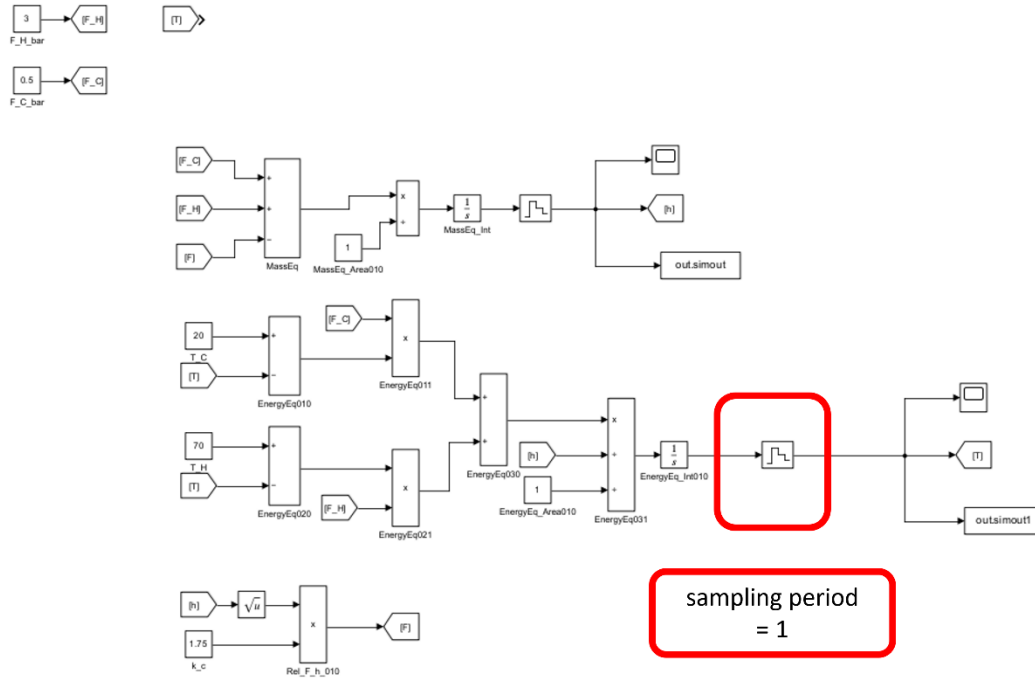 3
[F_H]
[T]
F_H_bar
0.5
[F_C]
F_C_bar
[F_C]
+
[F_H]
+
x
1
s
[h]
÷
MassEq_Int
[F]
−
1
MassEq
MassEq_Area010
out.simout
[F_C]
20
+
x
T_C
[T]
−
EnergyEq011
EnergyEq010
+
x
70
+
+
[h]
÷
1
s
[T]
T_H
[T]
−
x
EnergyEq030
EnergyEq_Int010
1
÷
EnergyEq020
[F_H]
EnergyEq_Area010
EnergyEq031
out.simout1
EnergyEq021
sampling period
= 1
[h]
√u
x
[F]
1.75
k_c
Rel_F_h_010